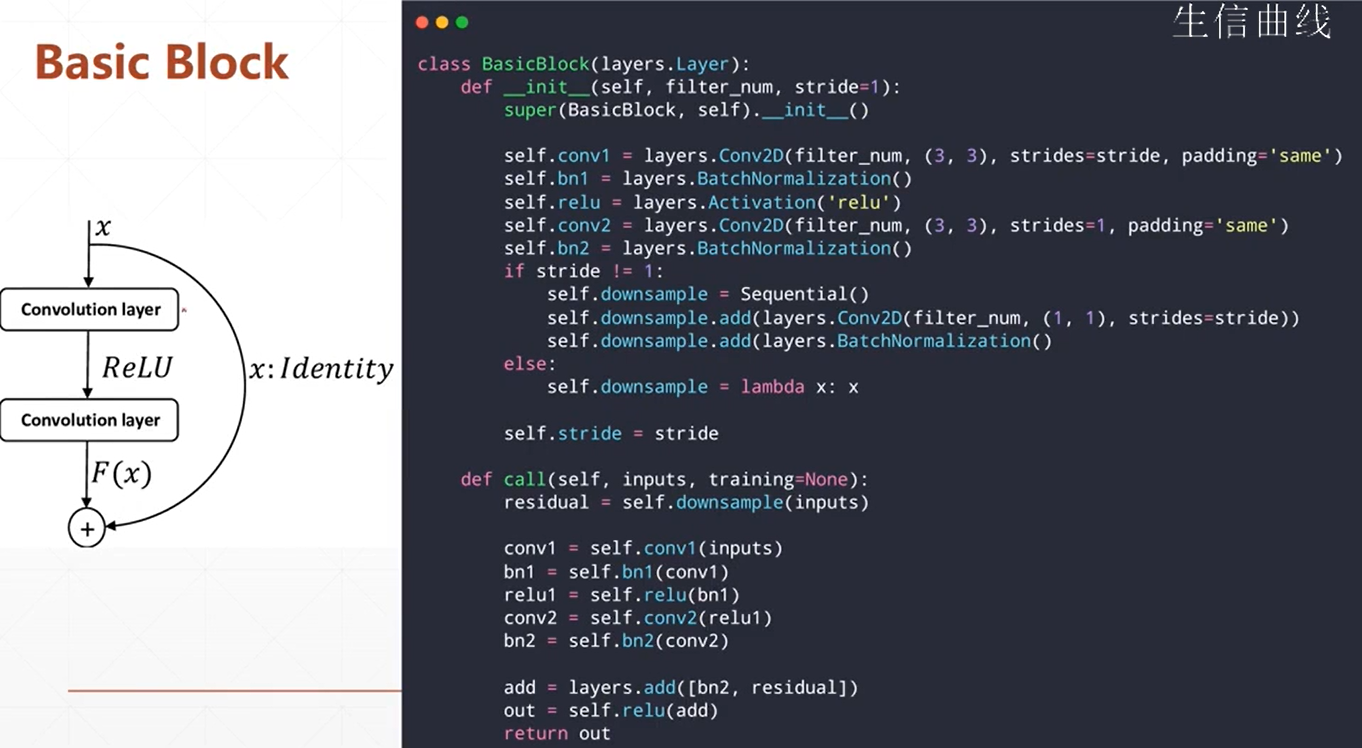 生信曲线
Basic Block
x
Convolution layer
ReLU
x:Identity
Convolution layer
F(x)
+
class BasicBlock(layers.Layer):
def __init__(self, filter_num, stride=1):
super(BasicBlock, self).__init__()
self.conv1 = layers.Conv2D(filter_num, (3, 3), strides=stride, padding='same')
self.bn1 = layers.BatchNormalization()
self.relu = layers.Activation('relu')
self.conv2 = layers.Conv2D(filter_num, (3, 3), strides=1, padding='same')
self.bn2 = layers.BatchNormalization()
if stride != 1:
self.downsample = Sequential()
self.downsample.add(layers.Conv2D(filter_num, (1, 1), strides=stride))
self.downsample.add(layers.BatchNormalization()
else:
self.downsample = lambda x: x
self.stride = stride
def call(self, inputs, training=None):
residual = self.downsample(inputs)
conv1 = self.conv1(inputs)
bn1 = self.bn1(conv1)
relu1 = self.relu(bn1)
conv2 = self.conv2(relu1)
bn2 = self.bn2(conv2)
add = layers.add([bn2, residual])
out = self.relu(add)
return out